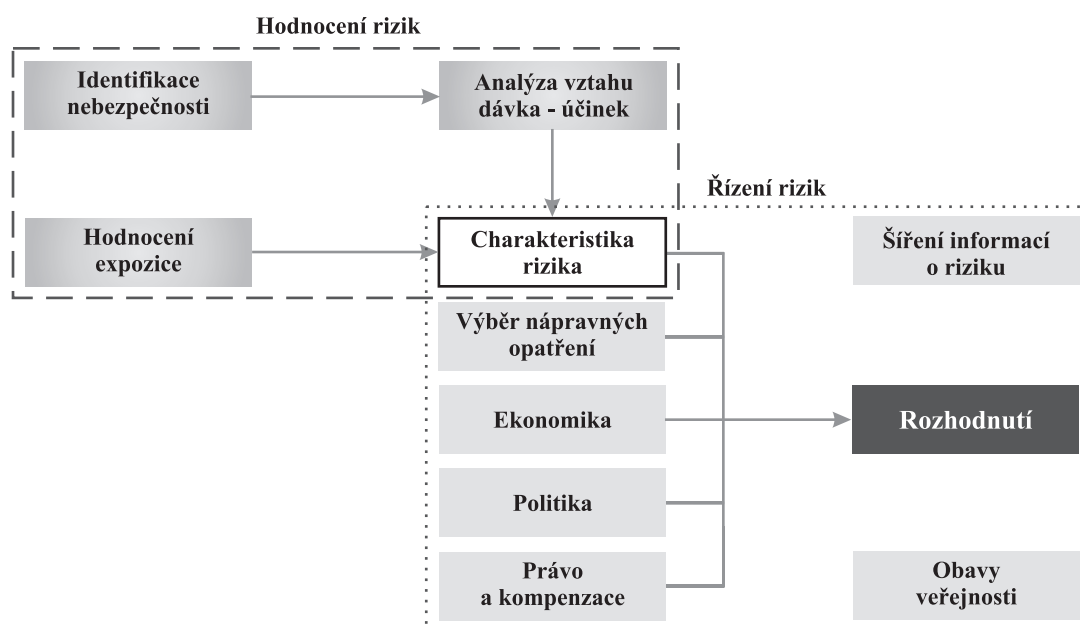 Hodnocení rizik
Identifikace
nebezpečnosti
Analýza vztahu
dávka - účinek
Řízení rizik
Hodnocení
expozice
Charakteristika
rizika
Šíření informací
o riziku
Výběr nápravných
opatření
Ekonomika
Rozhodnutí
Politika
Právo
a kompenzace
Obavy
veřejnosti